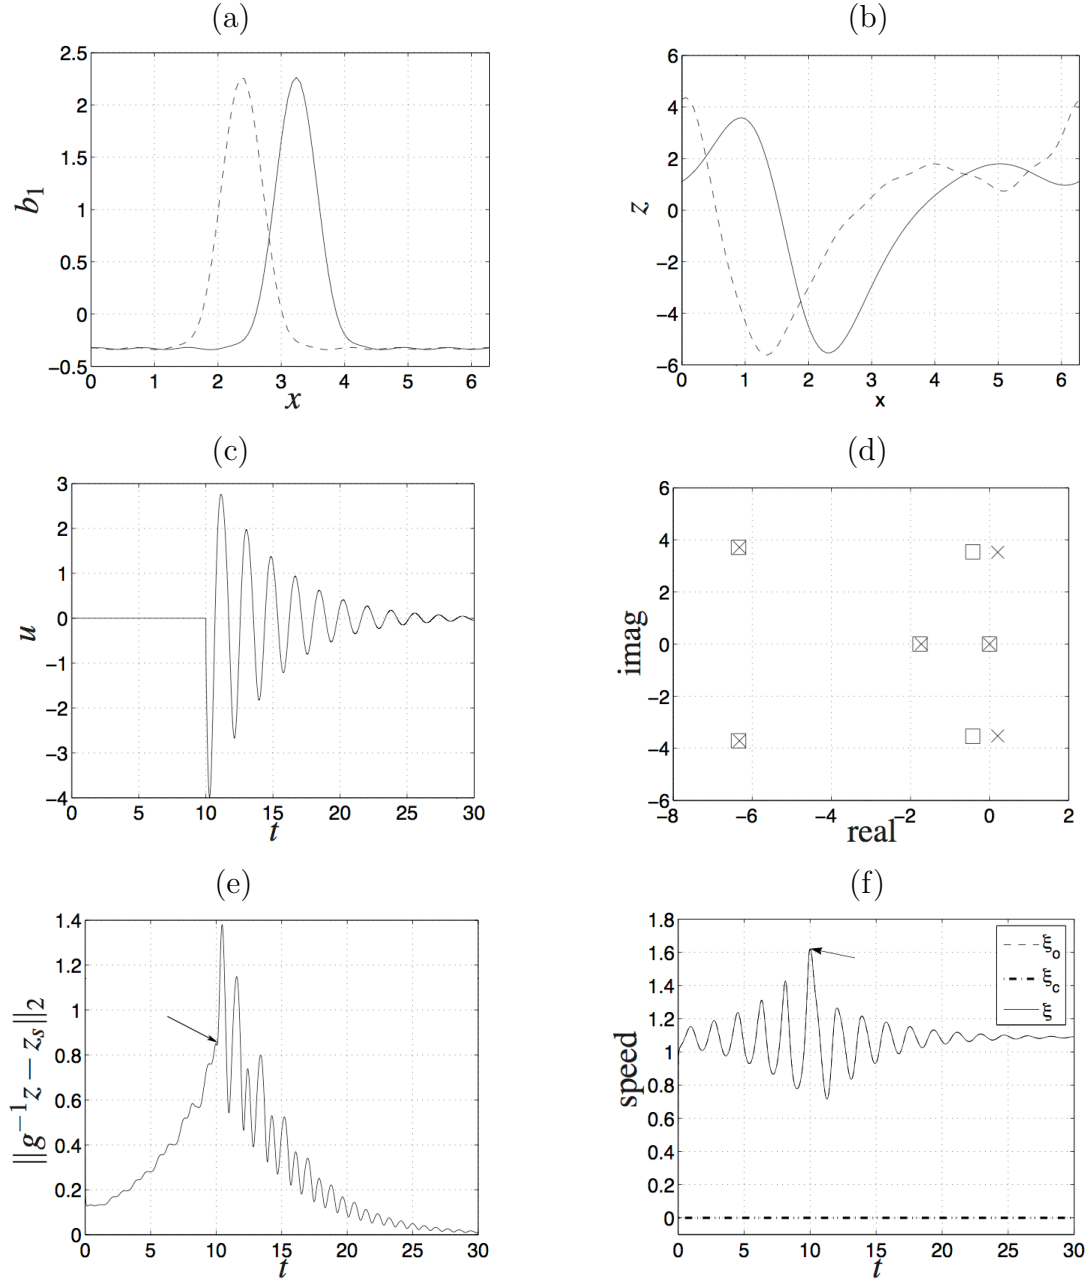 (a)
2.5
2
1.5
1
0.5
0
−0.5
b1
0 1 2 3 4 5 6
x
(b)
6
4
2
0
−2
−4
−6
z
0 1 2 3 4 5 6
x
(c)
3
2
1
0
−1
−2
−3
−4
u
0 5 10 15 20 25 30
t
(d)
6
4
2
0
−2
−4
−6
imag
−8 −6 −4 −2 0 2
real
(e)
1.4
1.2
1
0.8
0.6
0.4
0.2
0
||g−1z − zs||2
0 5 10 15 20 25 30
t
(f)
1.8
1.6
1.4
1.2
1
0.8
0.6
0.4
0.2
0
speed
ξo
ξc
ξ
0 5 10 15 20 25 30
t